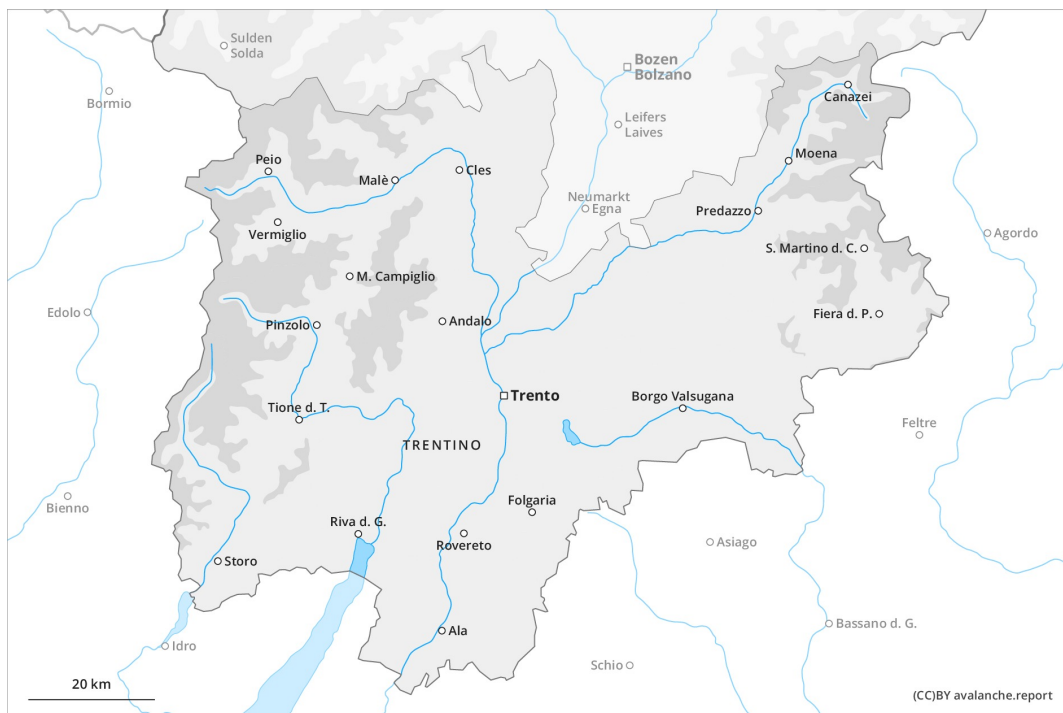 Sulden
Solda
Bozen
Bolzano
Bormio
Canazei
Leifers
Laives
Peio
Malè
Cles
Moena
Neumarkt
Egna
Predazzo
Vermiglio
Agordo
S. Martino d. C.
M. Campiglio
Edolo
Pinzolo
Andalo
Fiera d. P.
Trento
Borgo Valsugana
Tione d. T.
Feltre
TRENTINO
Bienno
Folgaria
Riva d. G.
Rovereto
Asiago
Storo
Ala
Bassano d. G.
Idro
Schio
20 km
(CC)BY avalanche.report